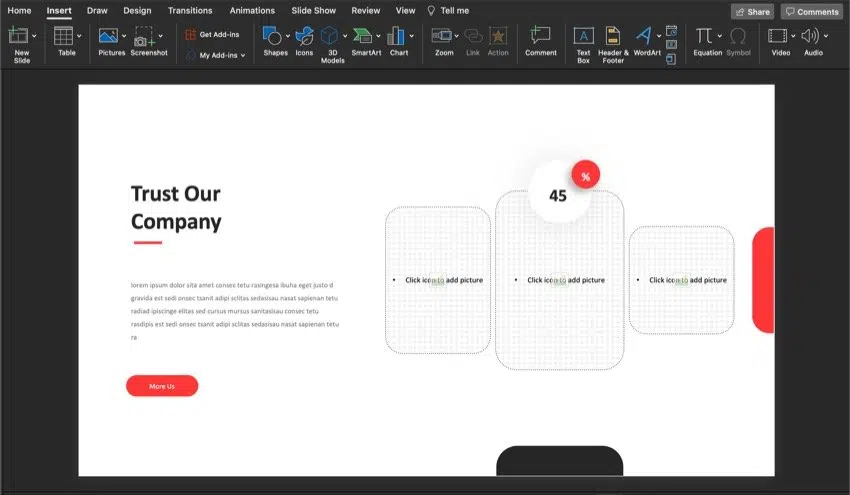 Home Insert Draw Design Transitions Animations Slide Show Review View Tell me Share Comments
New Slide
Table
Pictures
Screenshot
Get Add-ins
My Add-ins
Shapes
Icons
3D Models
SmartArt
Chart
Zoom
Link
Action
Comment
Text Box
Header & Footer
WordArt
Equation
Symbol
Video
Audio
Trust Our
Company
lorem ipsum dolor sita amet consec tetu rasingesa ibuha eget justo d
gravida est sedi onsec tsanit adipi sclitas sedasisau nasat sapienan tetu
radiad ipiscinge elitas sed cursus mursus sanitasisau consec tetu
rasdipis est sedi onsec tsanit adipi sclitas sedasisau nasat sapienan tetu
ra
More Us
45
%
• Click icon to add picture
• Click icon to add picture
• Click icon to add picture